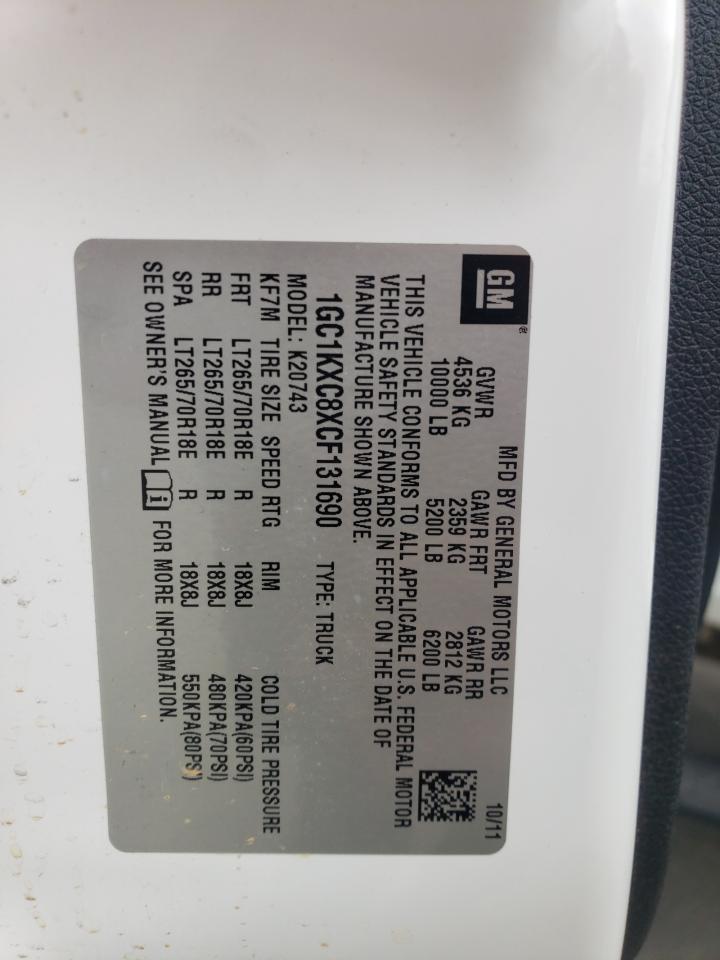 GM®
MFD BY GENERAL MOTORS LLC 10/11
GVWR GAWR FRT GAWR RR
4536 KG 2359 KG 2812 KG
10000 LB 5200 LB 6200 LB
THIS VEHICLE CONFORMS TO ALL APPLICABLE U.S. FEDERAL MOTOR
VEHICLE SAFETY STANDARDS IN EFFECT ON THE DATE OF
MANUFACTURE SHOWN ABOVE.
1GC1KXC8XCF131690 TYPE: TRUCK
MODEL: K20743
KF7M TIRE SIZE SPEED RTG RIM COLD TIRE PRESSURE
FRT LT265/70R18E R 18X8J 420KPA(60PSI)
RR LT265/70R18E R 18X8J 480KPA(70PSI)
SPA LT265/70R18E R 18X8J 550KPA(80PSI)
SEE OWNER'S MANUAL i FOR MORE INFORMATION.